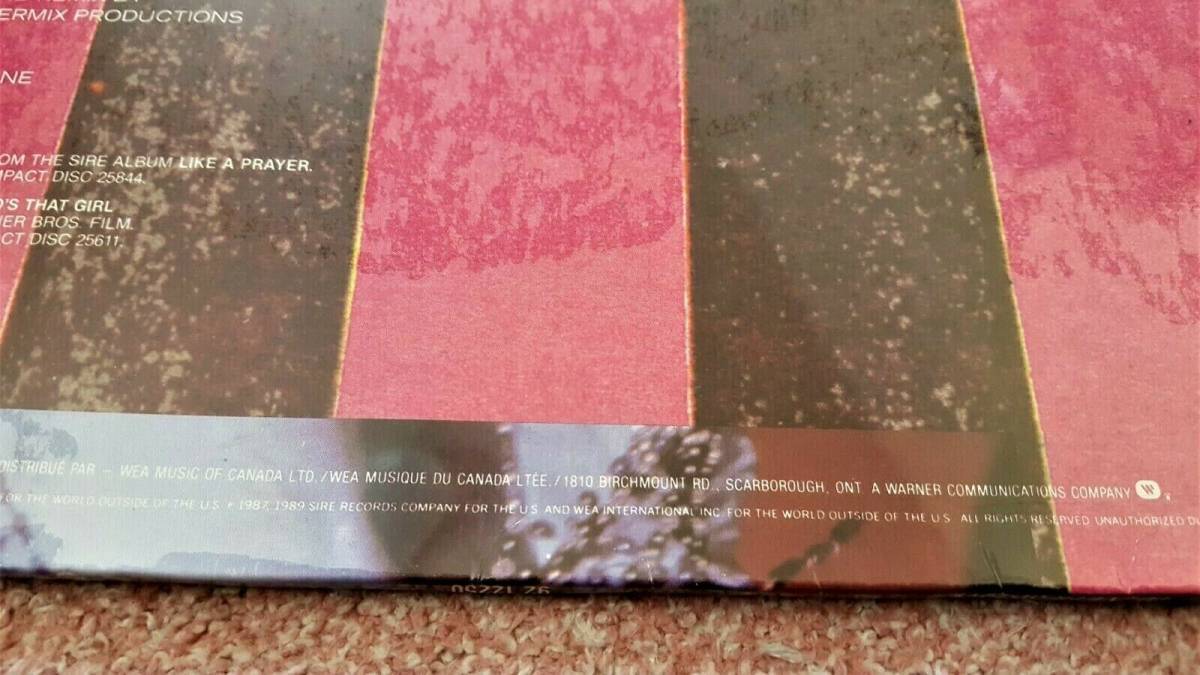 ERMIX PRODUCTIONS
NE
OM THE SIRE ALBUM LIKE A PRAYER.
PACT DISC 25844.
'S THAT GIRL
ER BROS. FILM.
CT DISC 25611.
DISTRIBUÉ PAR – WEA MUSIC OF CANADA LTD./WEA MUSIQUE DU CANADA LTÉE./1810 BIRCHMOUNT RD., SCARBOROUGH, ONT. A WARNER COMMUNICATIONS COMPANY
FOR THE WORLD OUTSIDE OF THE U.S. 1987, 1989 SIRE RECORDS COMPANY FOR THE U.S. AND WEA INTERNATIONAL INC. FOR THE WORLD OUTSIDE OF THE U.S. ALL RIGHTS RESERVED. UNAUTHORIZED DU